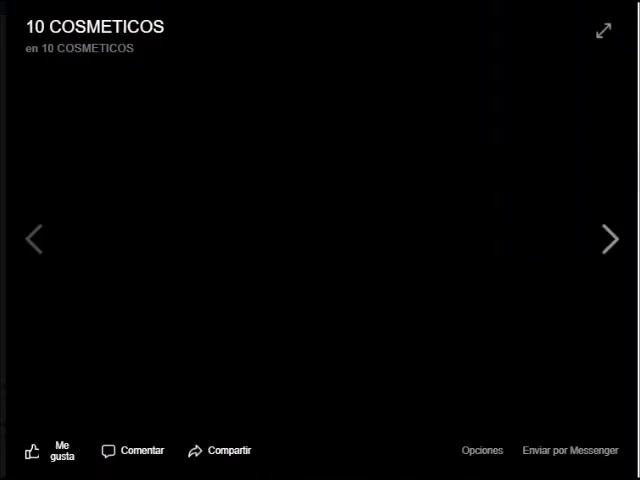 10 COSMETICOS
en 10 COSMETICOS
Me
gusta
Comentar
Compartir
Opciones
Enviar por Messenger